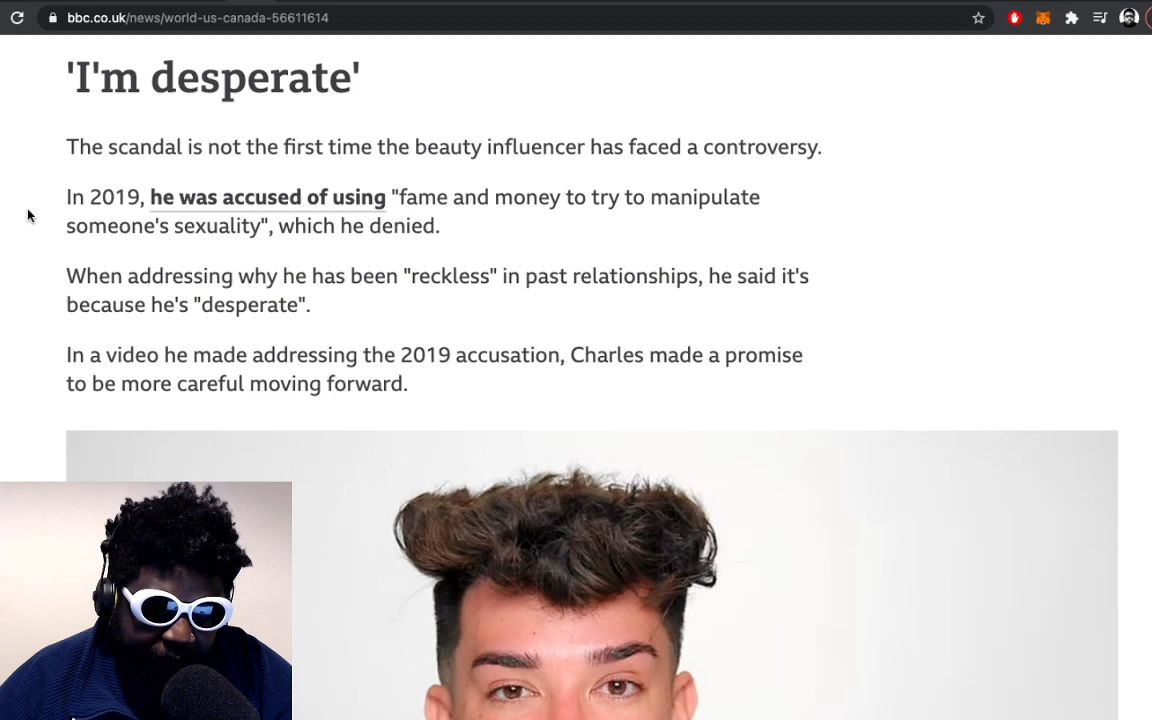 bbc.co.uk/news/world-us-canada-56611614
'I'm desperate'
The scandal is not the first time the beauty influencer has faced a controversy.
In 2019, he was accused of using "fame and money to try to manipulate
someone's sexuality", which he denied.
When addressing why he has been "reckless" in past relationships, he said it's
because he's "desperate".
In a video he made addressing the 2019 accusation, Charles made a promise
to be more careful moving forward.